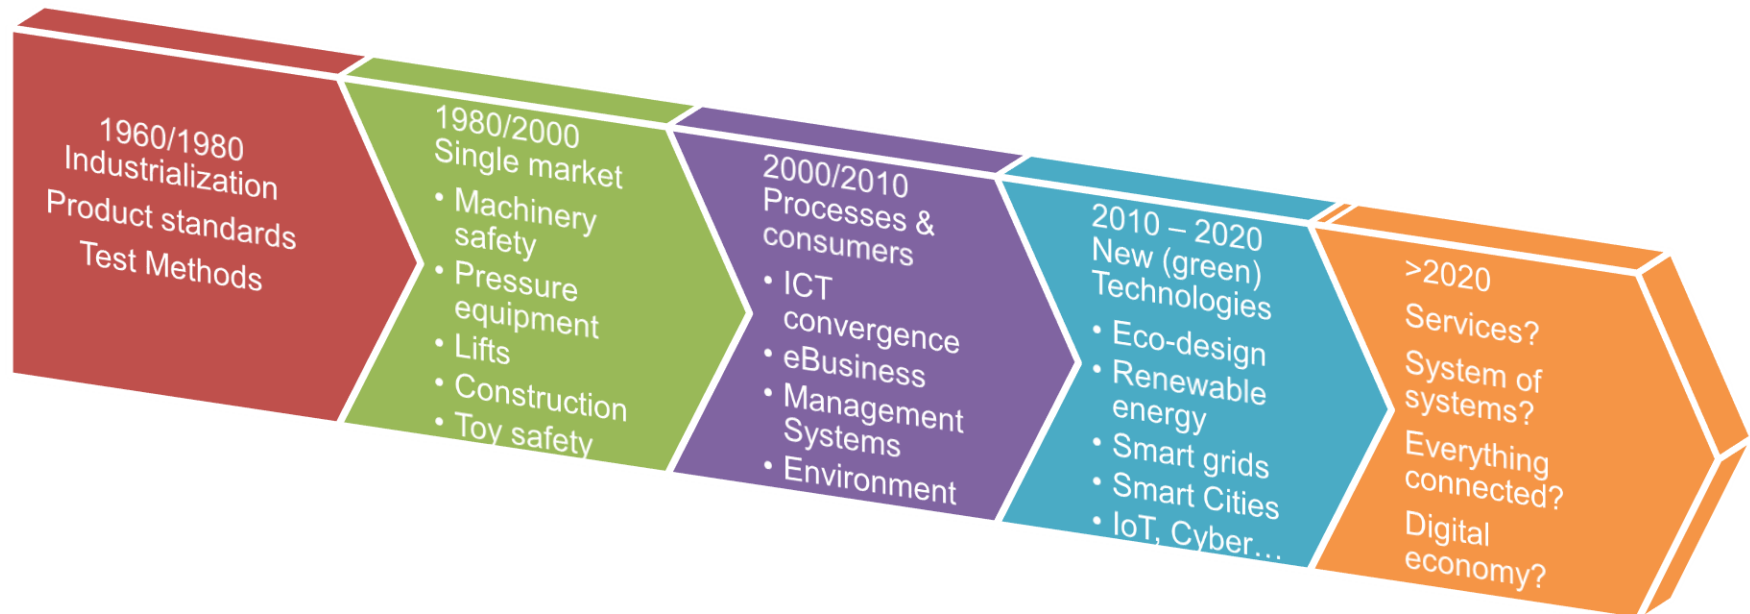 1960/1980
Industrialization
Product standards
Test Methods
1980/2000
Single market
• Machinery
safety
• Pressure
equipment
• Lifts
• Construction
• Toy safety
2000/2010
Processes &
consumers
• ICT
convergence
• eBusiness
• Management
Systems
• Environment
2010 – 2020
New (green)
Technologies
• Eco-design
• Renewable
energy
• Smart grids
• Smart Cities
• IoT, Cyber…
>2020
Services?
System of
systems?
Everything
connected?
Digital
economy?